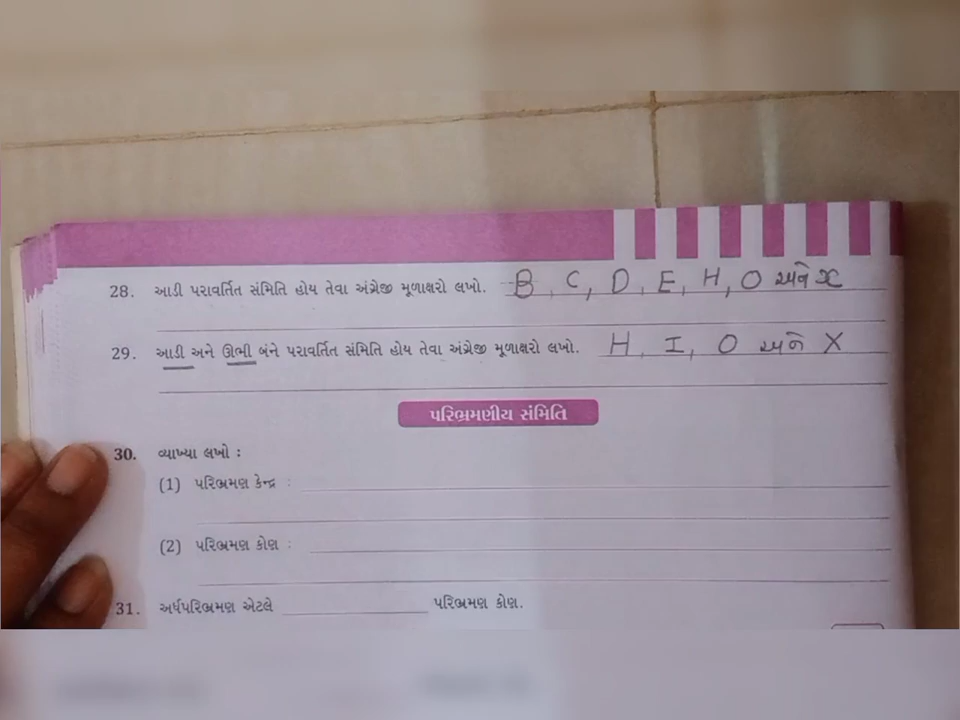 28. આડી પરાવર્તિત સંમિતિ હોય તેવા અંગ્રેજી મૂળાક્ષરો લખો. B, C, D, E, H, O અને x
29. આડી અને ઊભી બંને પરાવર્તિત સંમિતિ હોય તેવા અંગ્રેજી મૂળાક્ષરો લખો. H, I, O અને X
પરિભ્રમણીય સંમિતિ
30. વ્યાખ્યા લખો :
(1) પરિભ્રમણ કેન્દ્ર :
(2) પરિભ્રમણ કોણ :
31. અર્ધપરિભ્રમણ એટલે ____________ પરિભ્રમણ કોણ.